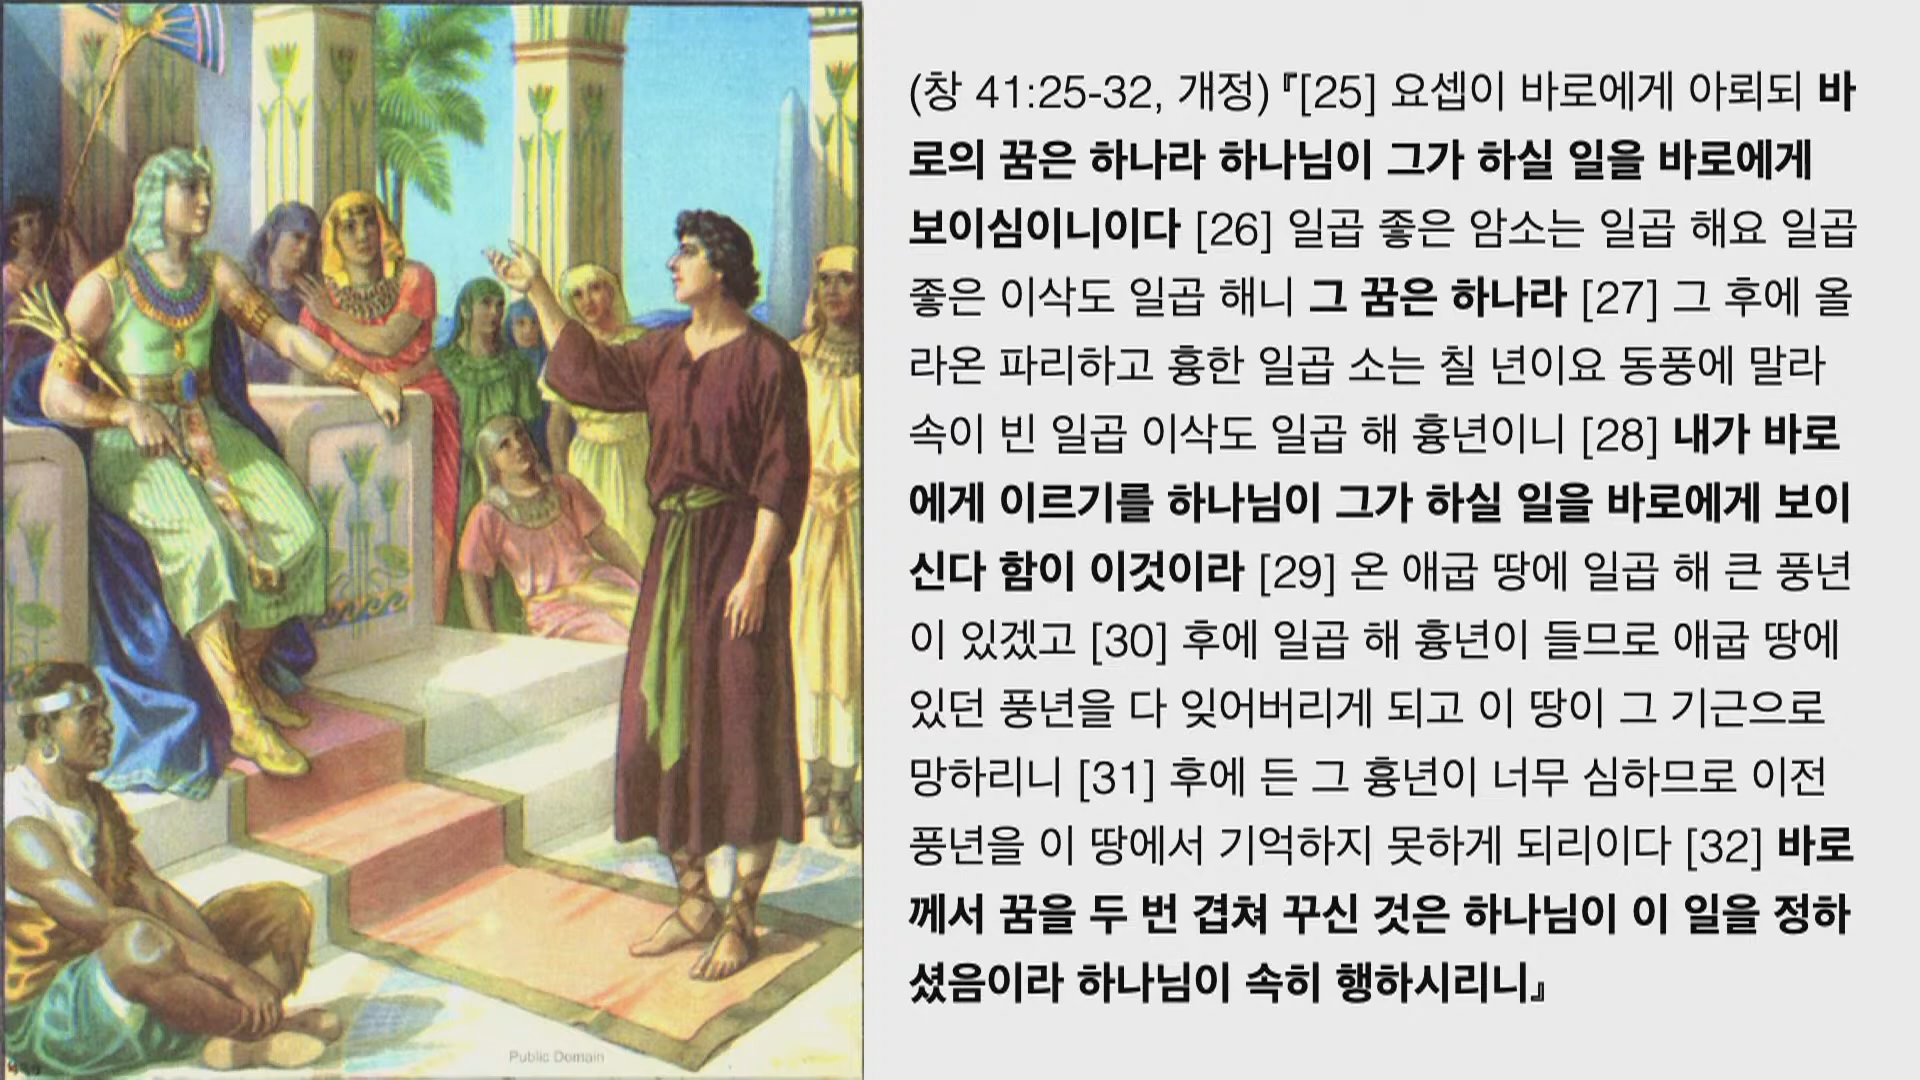 (창 41:25-32, 개정)『[25] 요셉이 바로에게 아뢰되 바
로의 꿈은 하나라 하나님이 그가 하실 일을 바로에게
보이심이니이다 [26] 일곱 좋은 암소는 일곱 해요 일곱
좋은 이삭도 일곱 해니 그 꿈은 하나라 [27] 그 후에 올
라온 파리하고 흉한 일곱 소는 칠 년이요 동풍에 말라
속이 빈 일곱 이삭도 일곱 해 흉년이니 [28] 내가 바로
에게 이르기를 하나님이 그가 하실 일을 바로에게 보이
신다 함이 이것이라 [29] 온 애굽 땅에 일곱 해 큰 풍년
이 있겠고 [30] 후에 일곱 해 흉년이 들므로 애굽 땅에
있던 풍년을 다 잊어버리게 되고 이 땅이 그 기근으로
망하리니 [31] 후에 든 그 흉년이 너무 심하므로 이전
풍년을 이 땅에서 기억하지 못하게 되리이다 [32] 바로
께서 꿈을 두 번 겹쳐 꾸신 것은 하나님이 이 일을 정하
셨음이라 하나님이 속히 행하시리니』
Public Domain